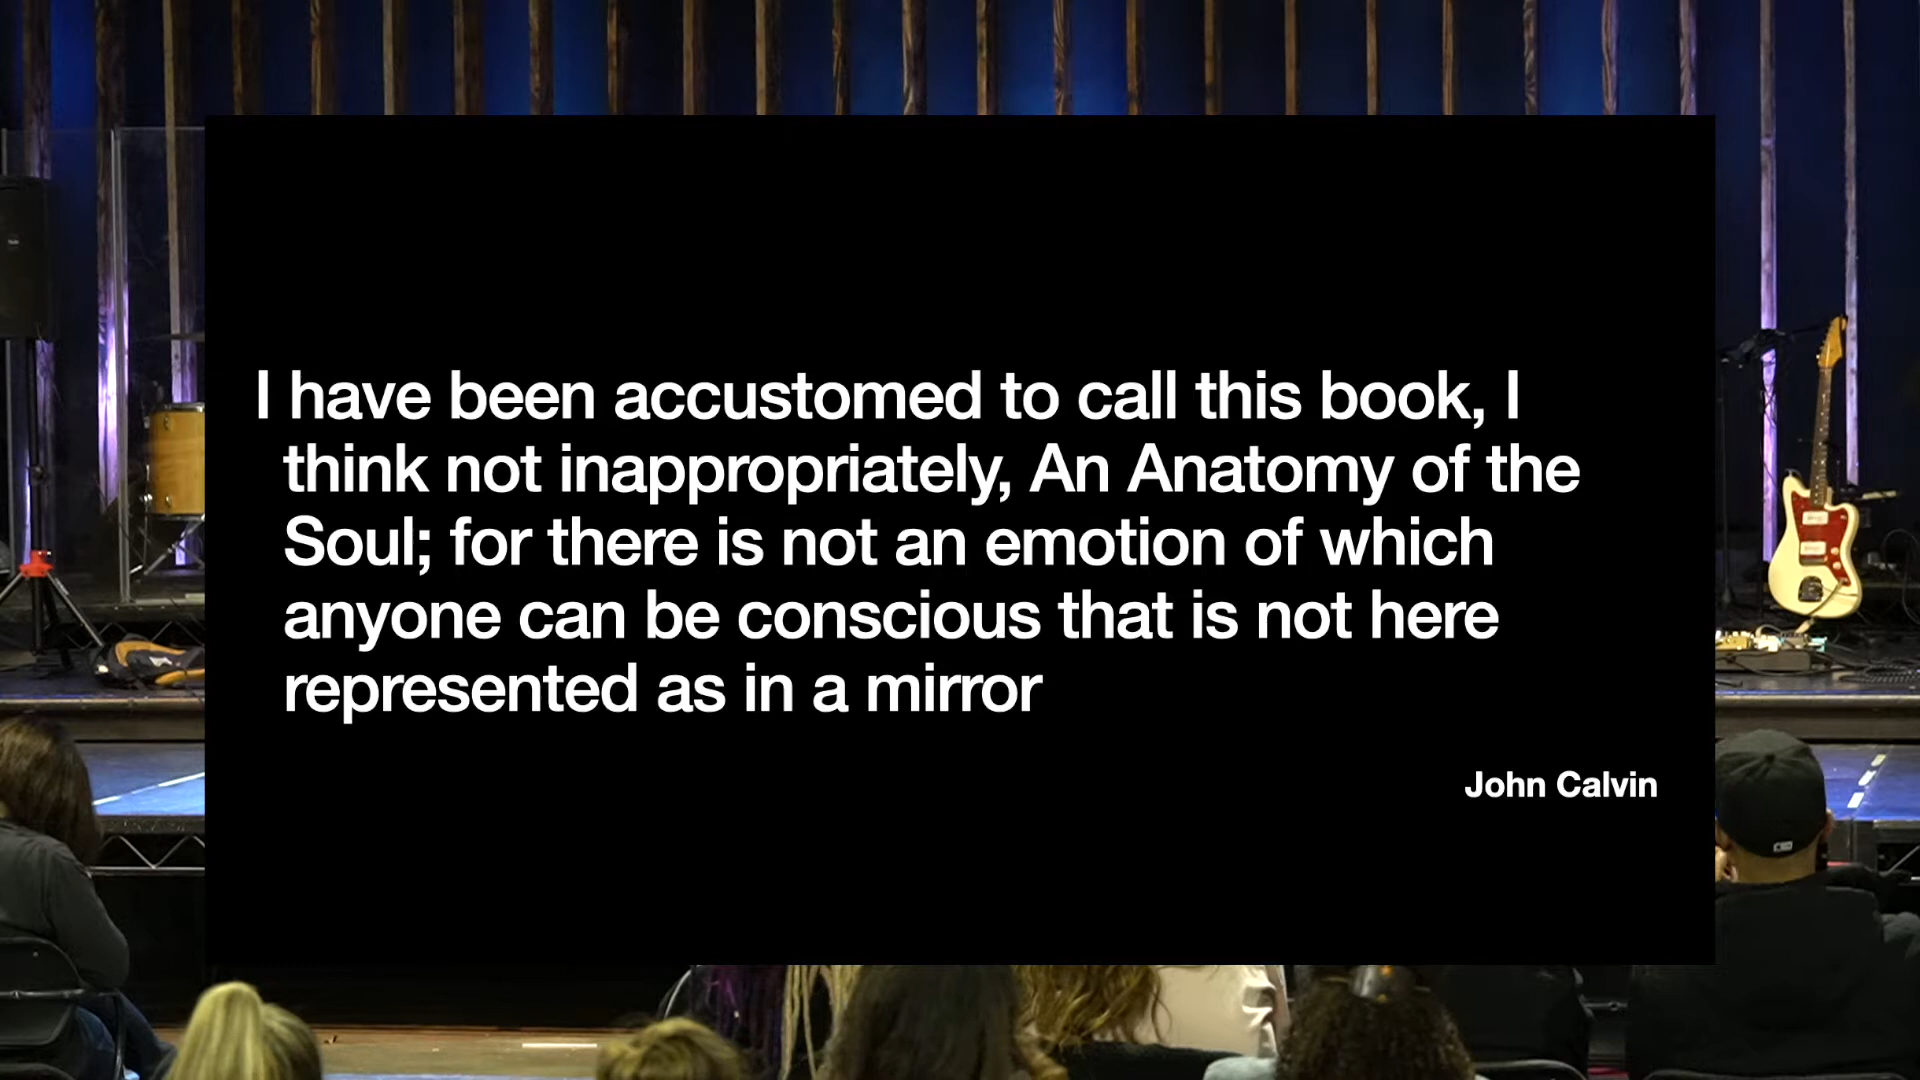 I have been accustomed to call this book, I
think not inappropriately, An Anatomy of the
Soul; for there is not an emotion of which
anyone can be conscious that is not here
represented as in a mirror
John Calvin